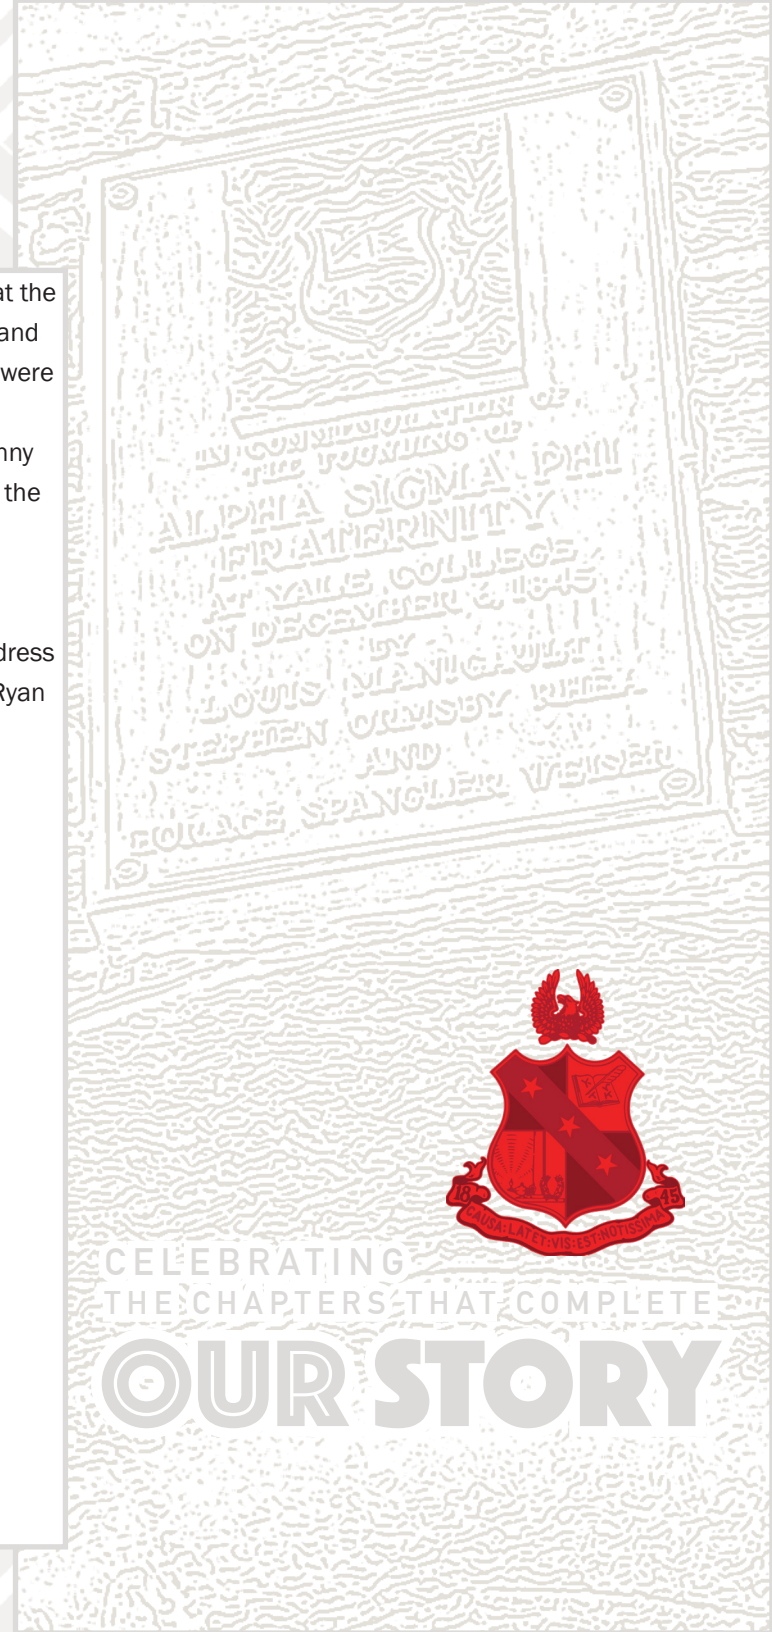 at the
and
were
nny
the
dress
Ryan
IN COMMEMORATION OF
THE FOUNDING OF
ALPHA SIGMA PHI
FRATERNITY
AT YALE COLLEGE
ON DECEMBER 6, 1845
BY
LOUIS MANIGAULT
STEPHEN ORMSBY RHEA
AND
HORACE SPANGLER WEISER
18 45
CAUSA:LATET:VIS:EST:NOTISSIMA
CELEBRATING
THE CHAPTERS THAT COMPLETE
OUR STORY